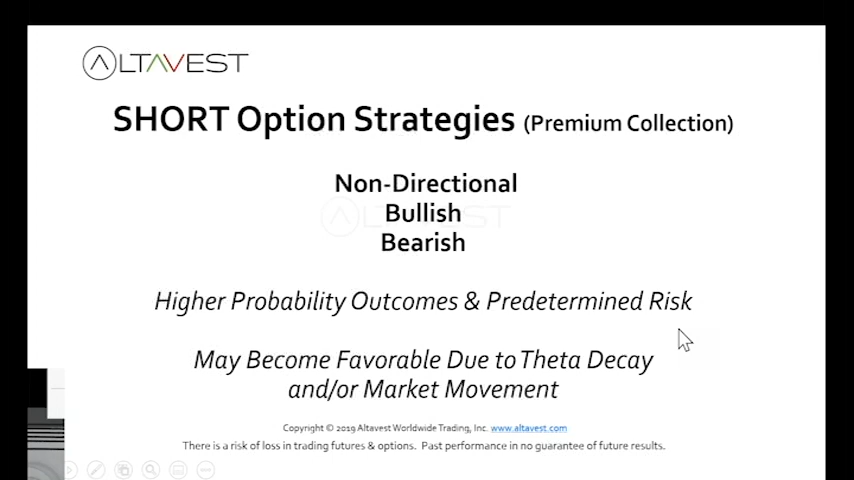 ALTAVEST
SHORT Option Strategies (Premium Collection)
Non-Directional
Bullish
ALTAVEST
Bearish
Higher Probability Outcomes & Predetermined Risk
May Become Favorable Due to Theta Decay
and/or Market Movement
Copyright © 2019 Altavest Worldwide Trading, Inc. www.altavest.com
There is a risk of loss in trading futures & options. Past performance in no guarantee of future results.